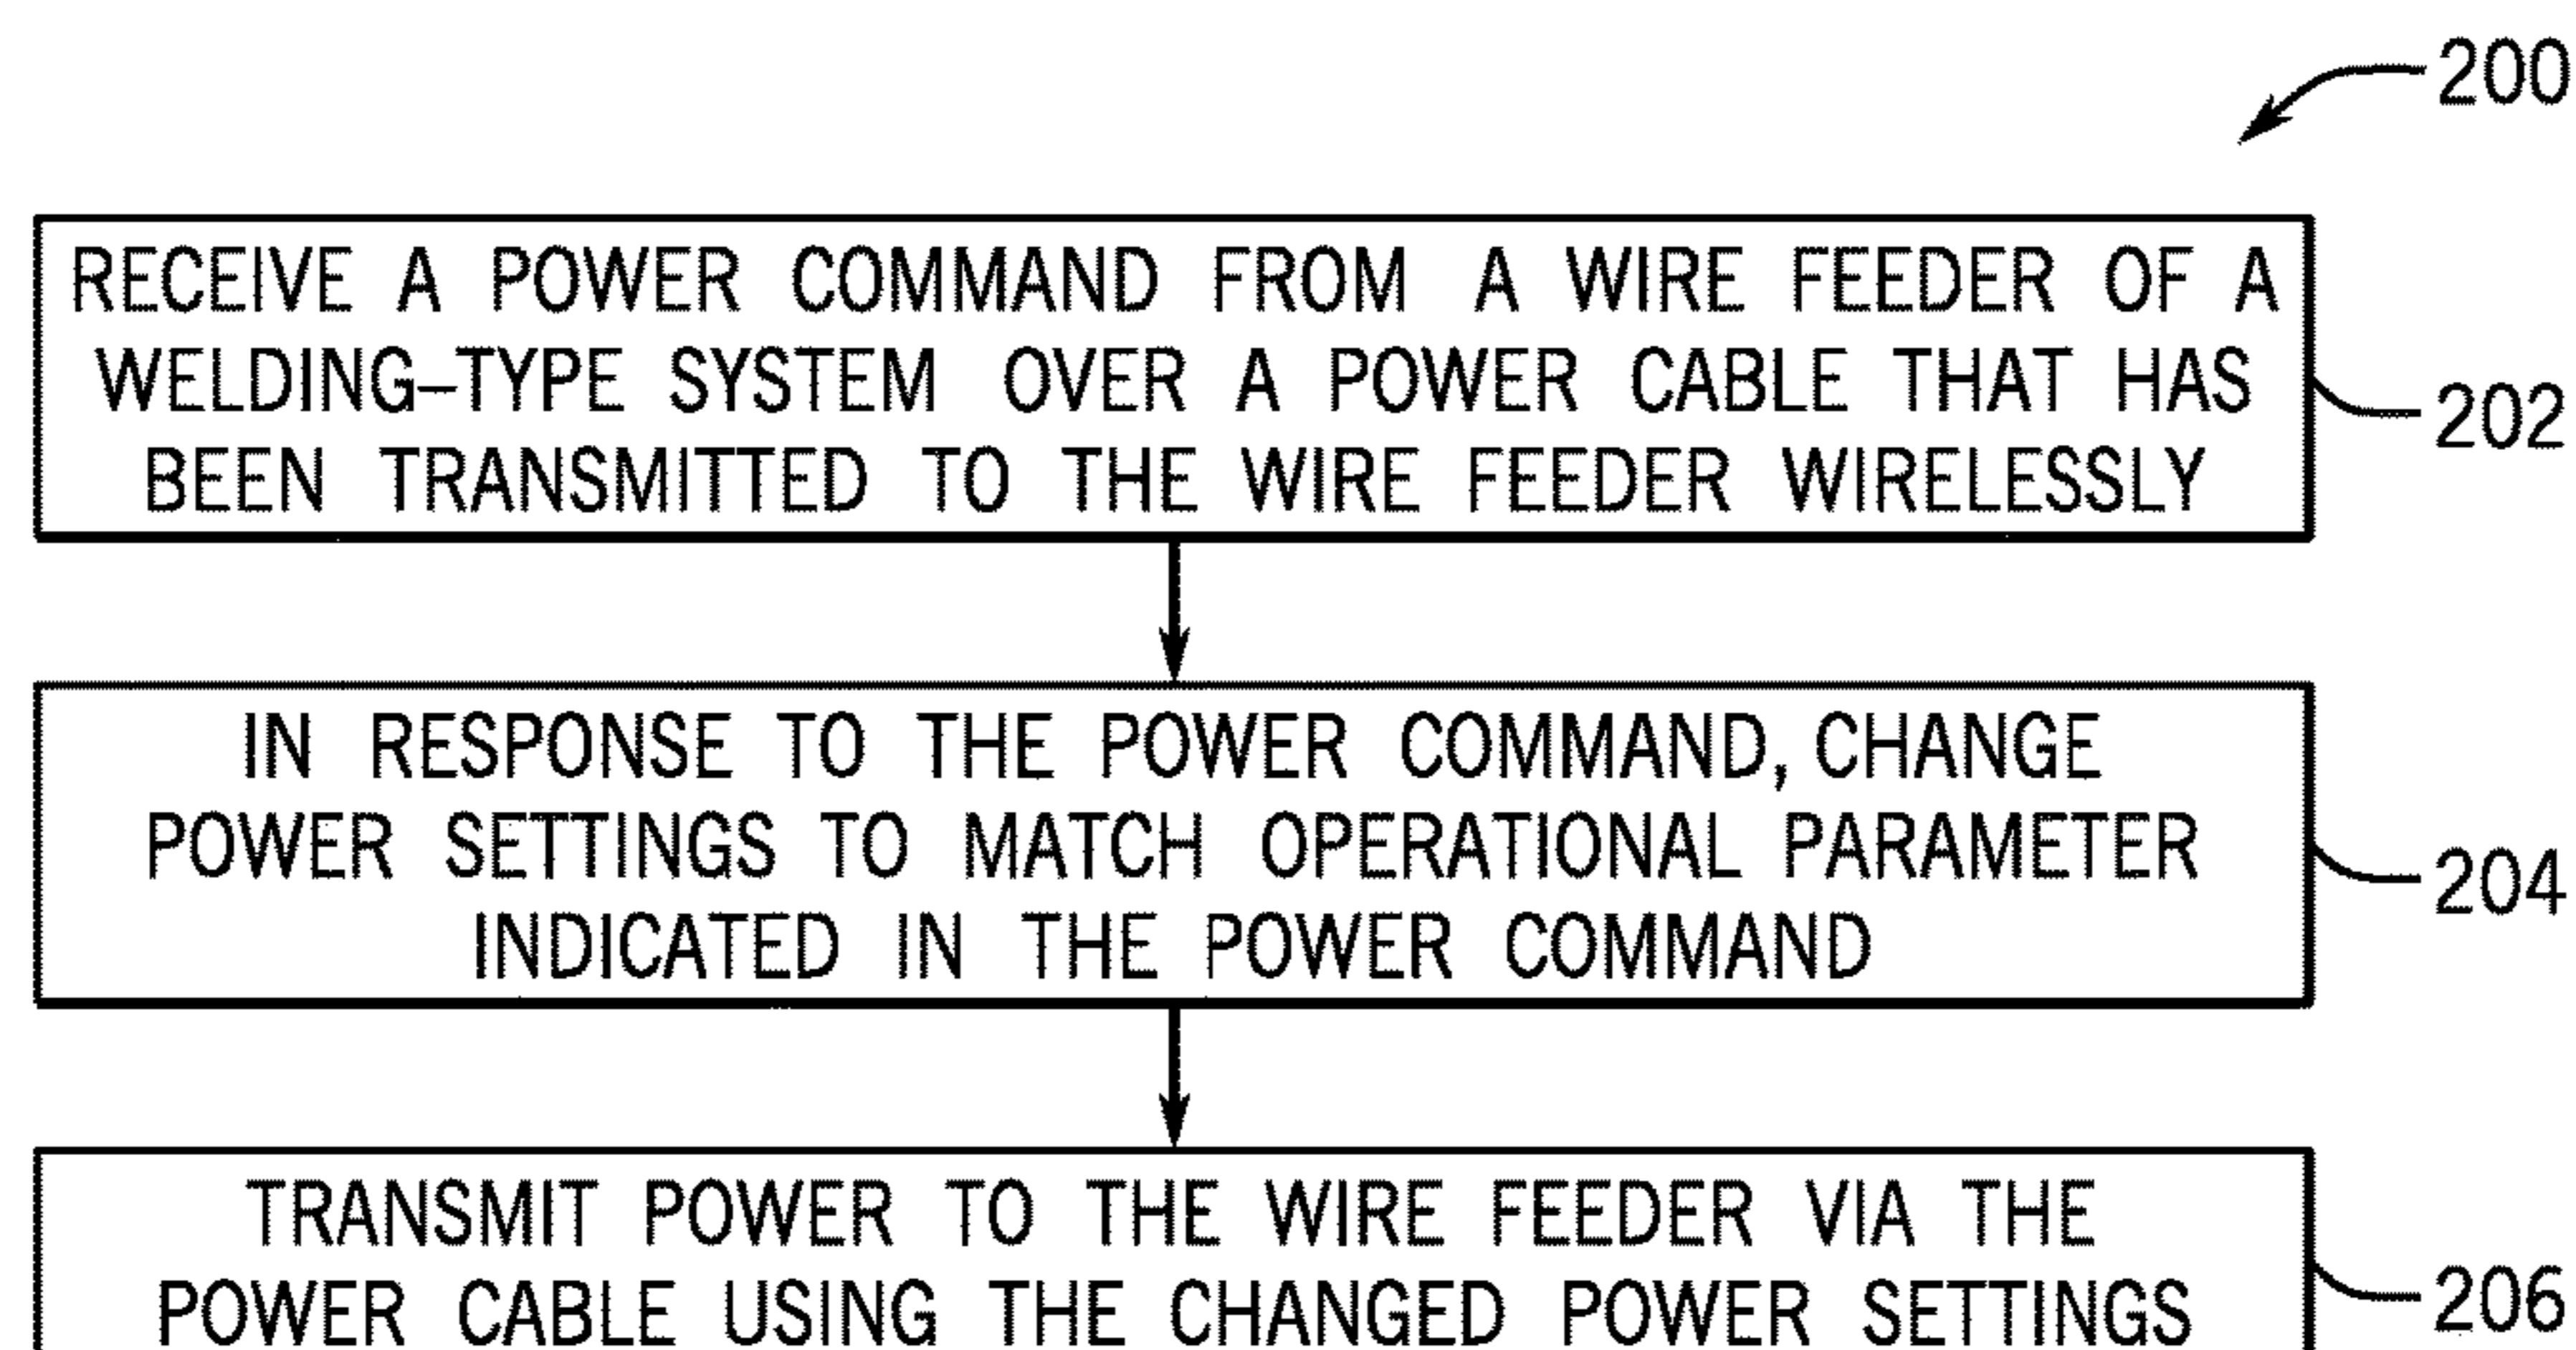 200
RECEIVE A POWER COMMAND FROM A WIRE FEEDER OF A
WELDING–TYPE SYSTEM OVER A POWER CABLE THAT HAS
BEEN TRANSMITTED TO THE WIRE FEEDER WIRELESSLY
202
IN RESPONSE TO THE POWER COMMAND, CHANGE
POWER SETTINGS TO MATCH OPERATIONAL PARAMETER
INDICATED IN THE POWER COMMAND
204
TRANSMIT POWER TO THE WIRE FEEDER VIA THE
POWER CABLE USING THE CHANGED POWER SETTINGS
206